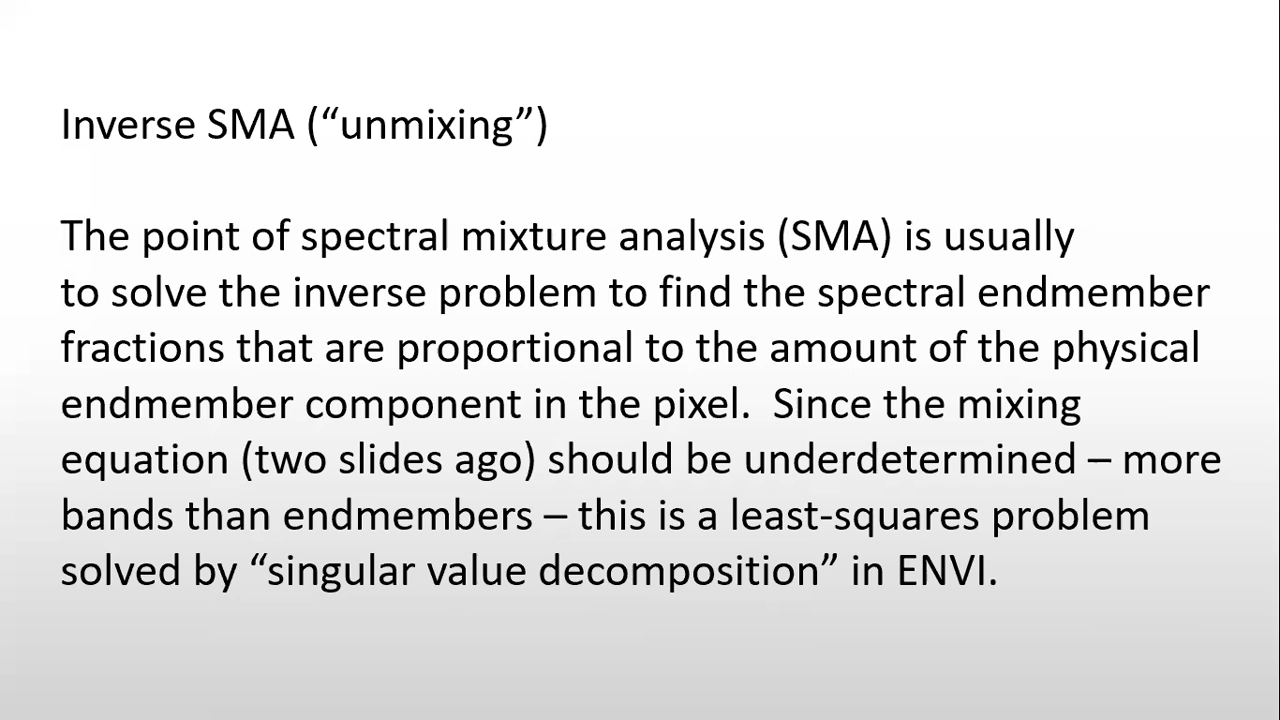 Inverse SMA (“unmixing”)
The point of spectral mixture analysis (SMA) is usually
to solve the inverse problem to find the spectral endmember
fractions that are proportional to the amount of the physical
endmember component in the pixel.  Since the mixing
equation (two slides ago) should be underdetermined – more
bands than endmembers – this is a least-squares problem
solved by “singular value decomposition” in ENVI.